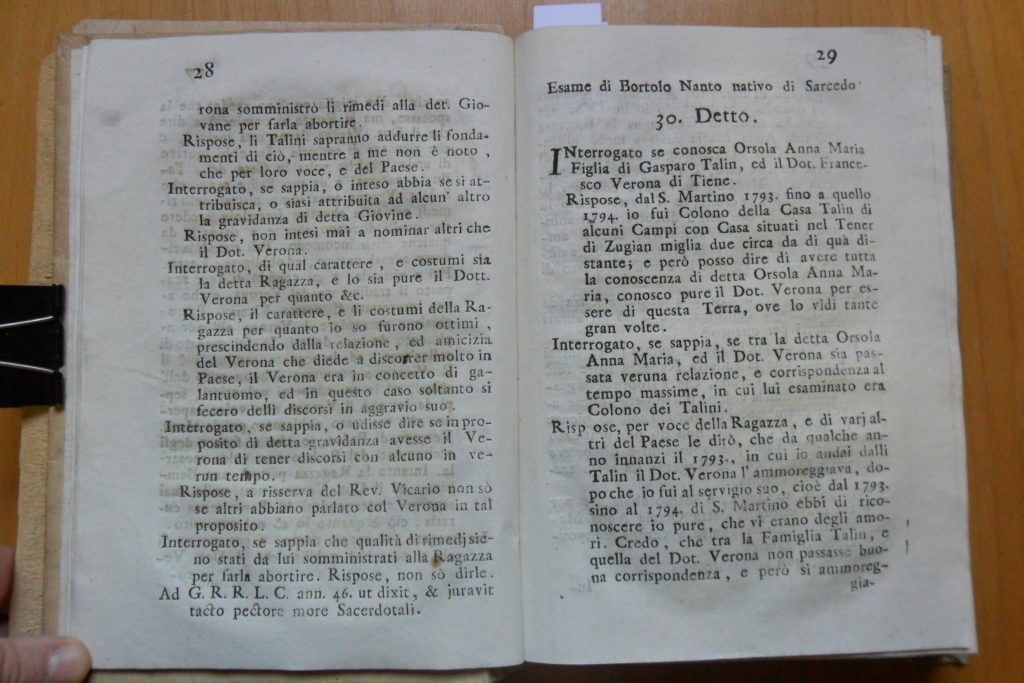 28
rona somministrò li rimedi alla det. Gio-
vane per farla abortire.
Rispose, li Talini sapranno addurre li fonda-
menti di ciò, mentre a me non è noto,
che per loro voce, e del Paese.
Interrogato, se sappia, o inteso abbia se si at-
tribuisca, o siasi attribuita ad alcun' altro
la gravidanza di detta Giovine.
Rispose, non intesi mai a nominar altri che
il Dot. Verona.
Interrogato, di qual carattere, e costumi sia
la detta Ragazza, e lo sia pure il Dott.
Verona per quanto &c.
Rispose, il carattere, e li costumi della Ra-
gazza per quanto io so furono ottimi,
prescindendo dalla relazione, ed amicizia
del Verona che diede a discorrer molto in
Paese, il Verona era in concetto di ga-
lantuomo, ed in questo caso soltanto si
fecero delli discorsi in aggravio suo.
Interrogato, se sappia, o udisse dire se in pro-
posito di detta gravidanza avesse il Ve-
rona di tener discorsi con alcuno in ve-
run tempo.
Rispose, a risserva del Rev. Vicario non sò
se altri abbiano parlato col Verona in tal
proposito.
Interrogato, se sappia che qualità di rimedj sie-
no stati da lui somministrati alla Ragazza
per farla abortire. Rispose, non sò dirle.
Ad G. R. R. L. C. ann. 46. ut dixit, & juravit
tacto pectore more Sacerdotali.
29
Esame di Bortolo Nanto nativo di Sarcedo
30. Detto.
INterrogato se conosca Orsola Anna Maria
Figlia di Gasparo Talin, ed il Dot. France-
sco Verona di Tiene.
Rispose, dal S. Martino 1793. fino a quello
1794. io fui Colono della Casa Talin di
alcuni Campi con Casa situati nel Tener
di Zugian miglia due circa da di quà di-
stante; e però posso dire di avere tutta
la conoscenza di detta Orsola Anna Ma-
ria, conosco pure il Dot. Verona per es-
sere di questa Terra, ove lo vidi tante
gran volte.
Interrogato, se sappia, se tra la detta Orsola
Anna Maria, ed il Dot. Verona sia pas-
sata veruna relazione, e corrispondenza al
tempo massime, in cui lui esaminato era
Colono dei Talini.
Risp ose, per voce della Ragazza, e di varj al-
tri del Paese le dirò, che da qualche an-
no innanzi il 1793., in cui io andai dalli
Talin il Dot. Verona l' ammoreggiava, do-
po che io fui al servigio suo, cioè dal 1793.
sino al 1794. di S. Martino ebbi di rico-
noscere io pure, che vi erano degli amo-
ri. Credo, che tra la Famiglia Talin, e
quella del Dot. Verona non passasse buo-
na corrispondenza, e però si ammoreg-
gia-